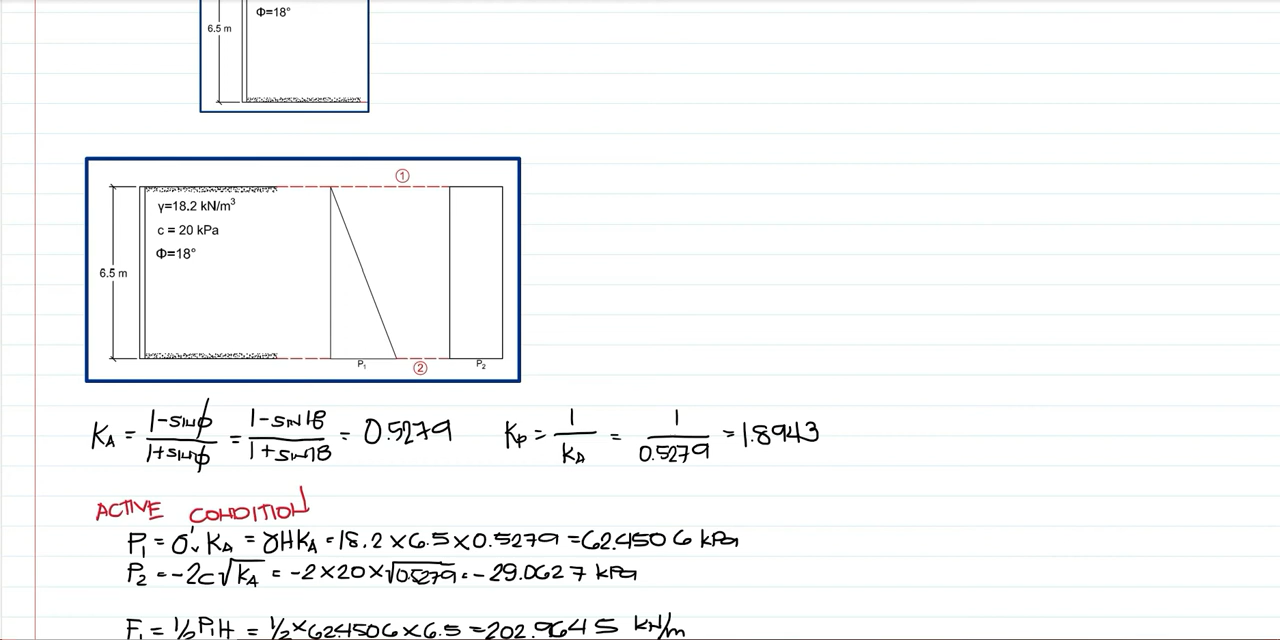 Φ=18°
6.5 m
①
γ=18.2 kN/m³
c = 20 kPa
Φ=18°
6.5 m
P₁ ② P₂
K_A = (1-sinϕ)/(1+sinϕ) = (1-sin18)/(1+sin18) = 0.5279 K_P = 1/K_A = 1/0.5279 = 1.8943
ACTIVE CONDITION
P₁ = σ'ᵥ K_A = γHK_A = 18.2 × 6.5 × 0.5279 = 62.4506 kPa
P₂ = -2c√K_A = -2 × 20 × √0.5279 = -29.0627 kPa
F₁ = 1/2 P₁H = 1/2 × 62.4506 × 6.5 = 202.9645 kN/m